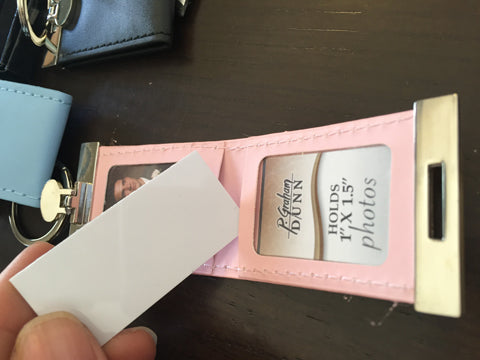 P. Graham
DUNN
HOLDS
1" X 1.5"
photos